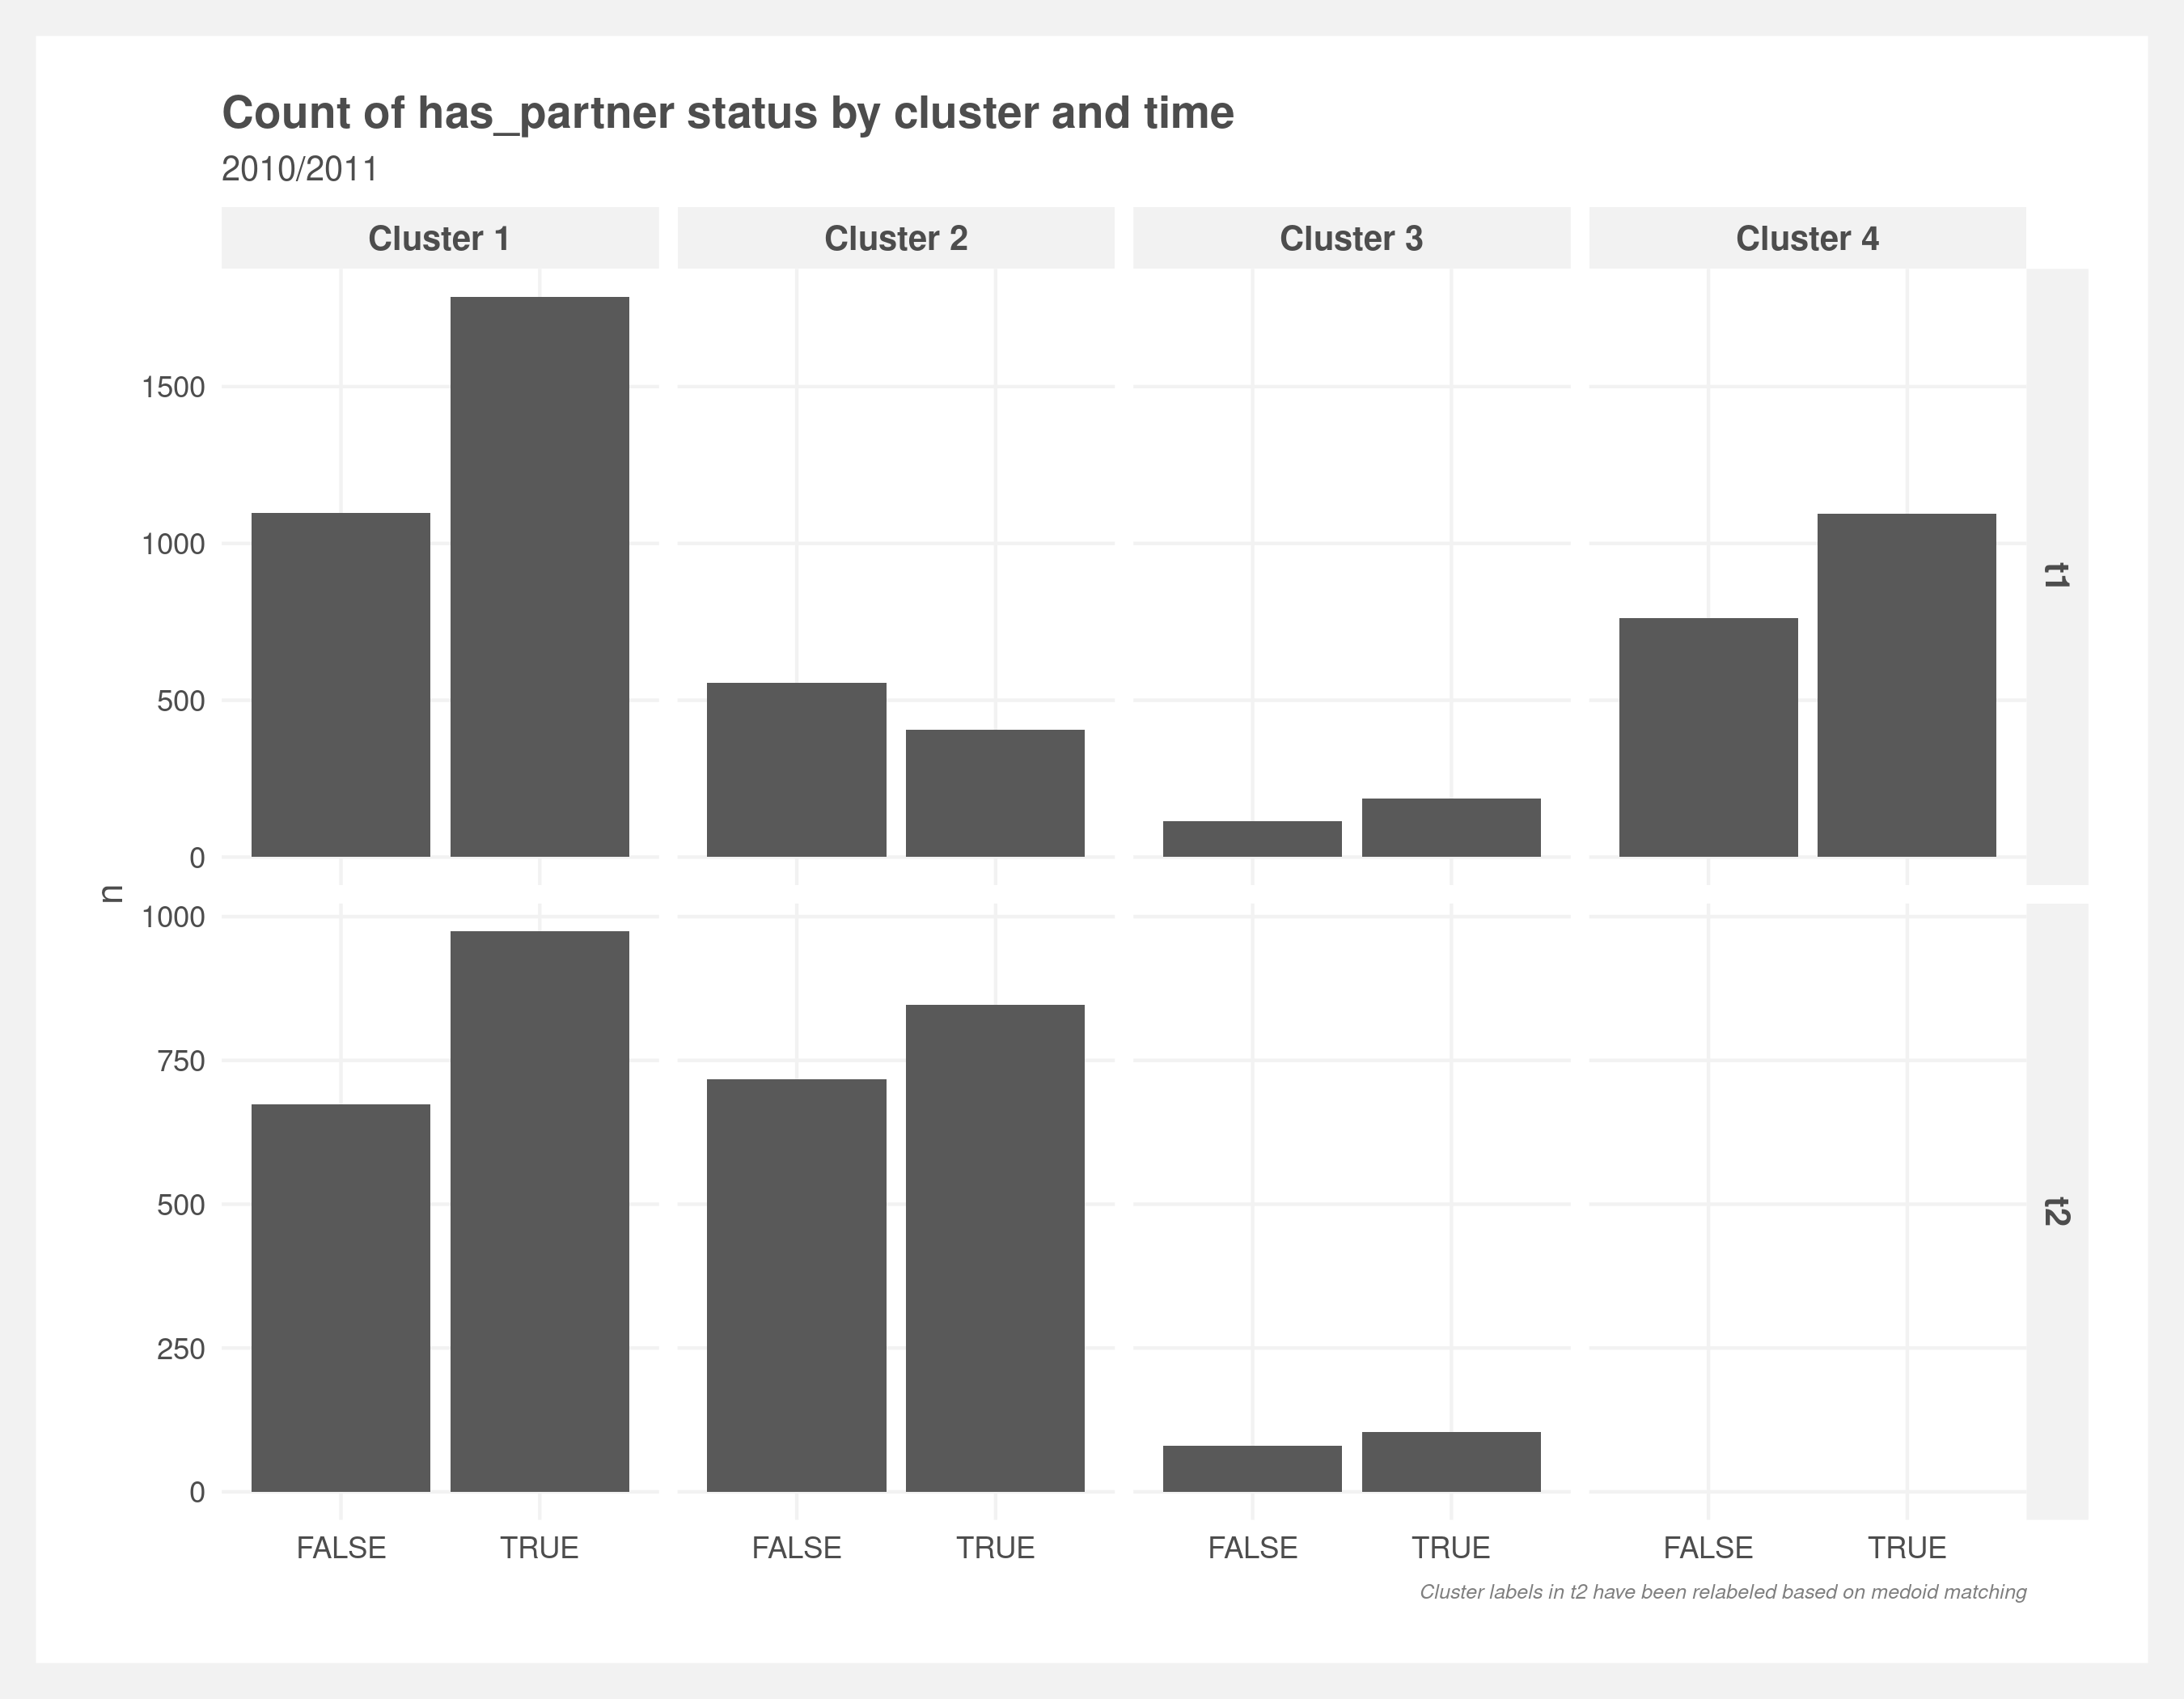 Count of has_partner status by cluster and time
2010/2011
Cluster 1 Cluster 2 Cluster 3 Cluster 4
1500
1000
500
0
t1
n
1000
750
500
250
0
t2
FALSE TRUE FALSE TRUE FALSE TRUE FALSE TRUE
Cluster labels in t2 have been relabeled based on medoid matching